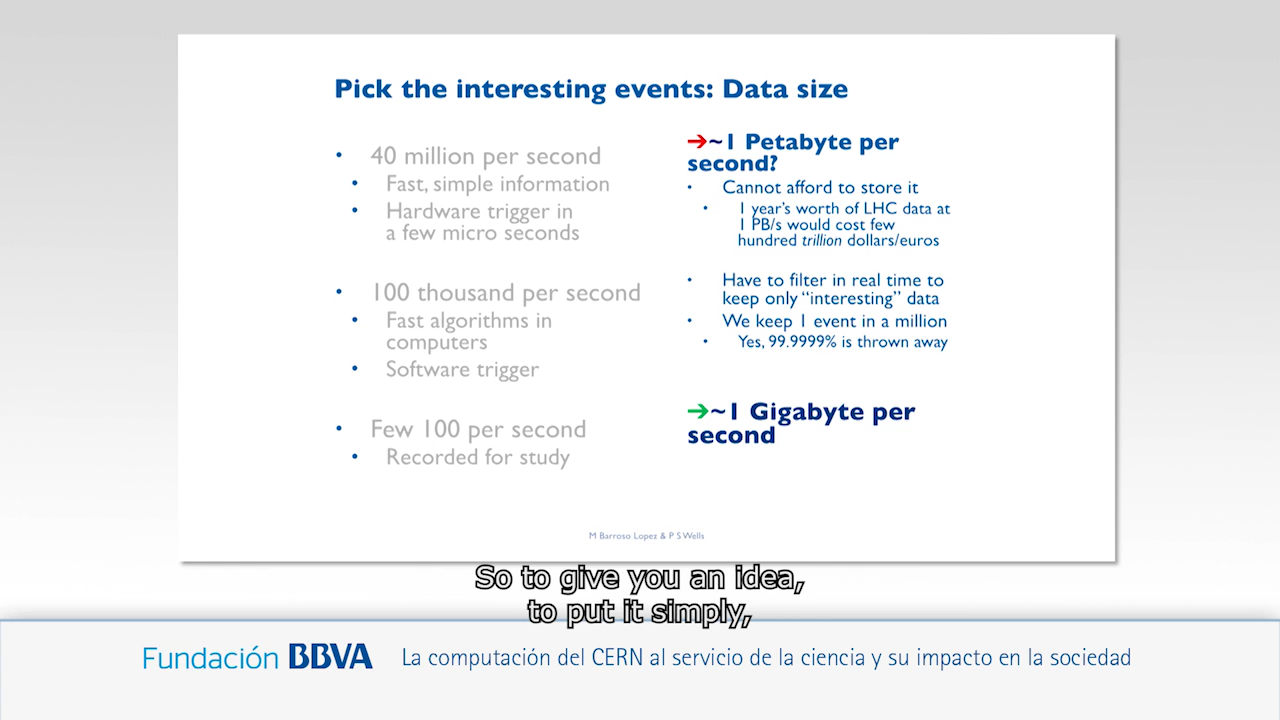 Pick the interesting events: Data size
• 40 million per second
• Fast, simple information
• Hardware trigger in
a few micro seconds
• 100 thousand per second
• Fast algorithms in
computers
• Software trigger
• Few 100 per second
• Recorded for study
➔~1 Petabyte per
second?
• Cannot afford to store it
• 1 year’s worth of LHC data at
1 PB/s would cost few
hundred trillion dollars/euros
• Have to filter in real time to
keep only “interesting” data
• We keep 1 event in a million
• Yes, 99.9999% is thrown away
➔~1 Gigabyte per
second
M Barroso Lopez & P S Wells
So to give you an idea,
to put it simply,
Fundación BBVA La computación del CERN al servicio de la ciencia y su impacto en la sociedad